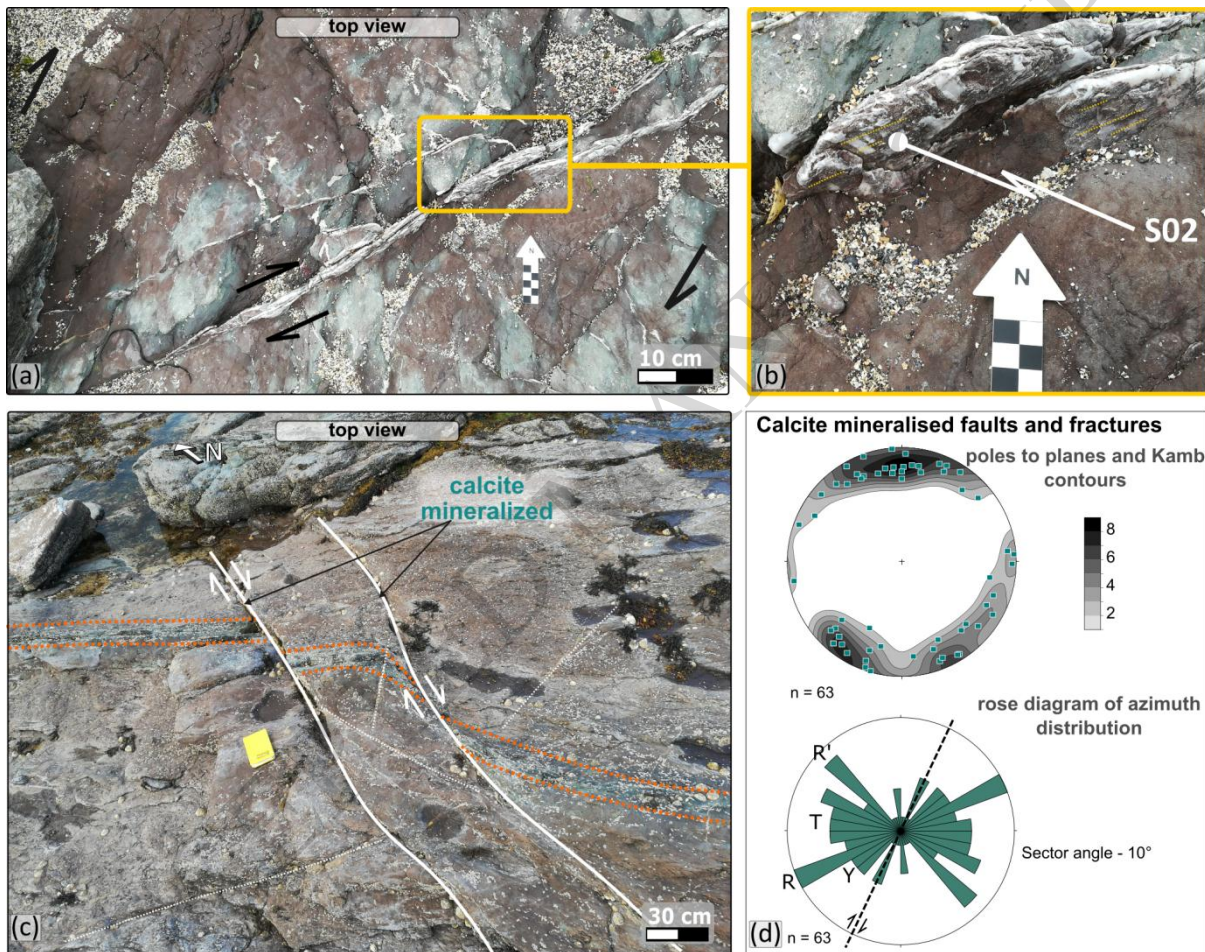 top view
N
10 cm
(a)
S02
N
(b)
top view
N
calcite
mineralized
30 cm
(c)
Calcite mineralised faults and fractures
poles to planes and Kamb
contours
8
6
4
2
n = 63
rose diagram of azimuth
distribution
R'
T
R
Y
Sector angle - 10°
n = 63
(d)